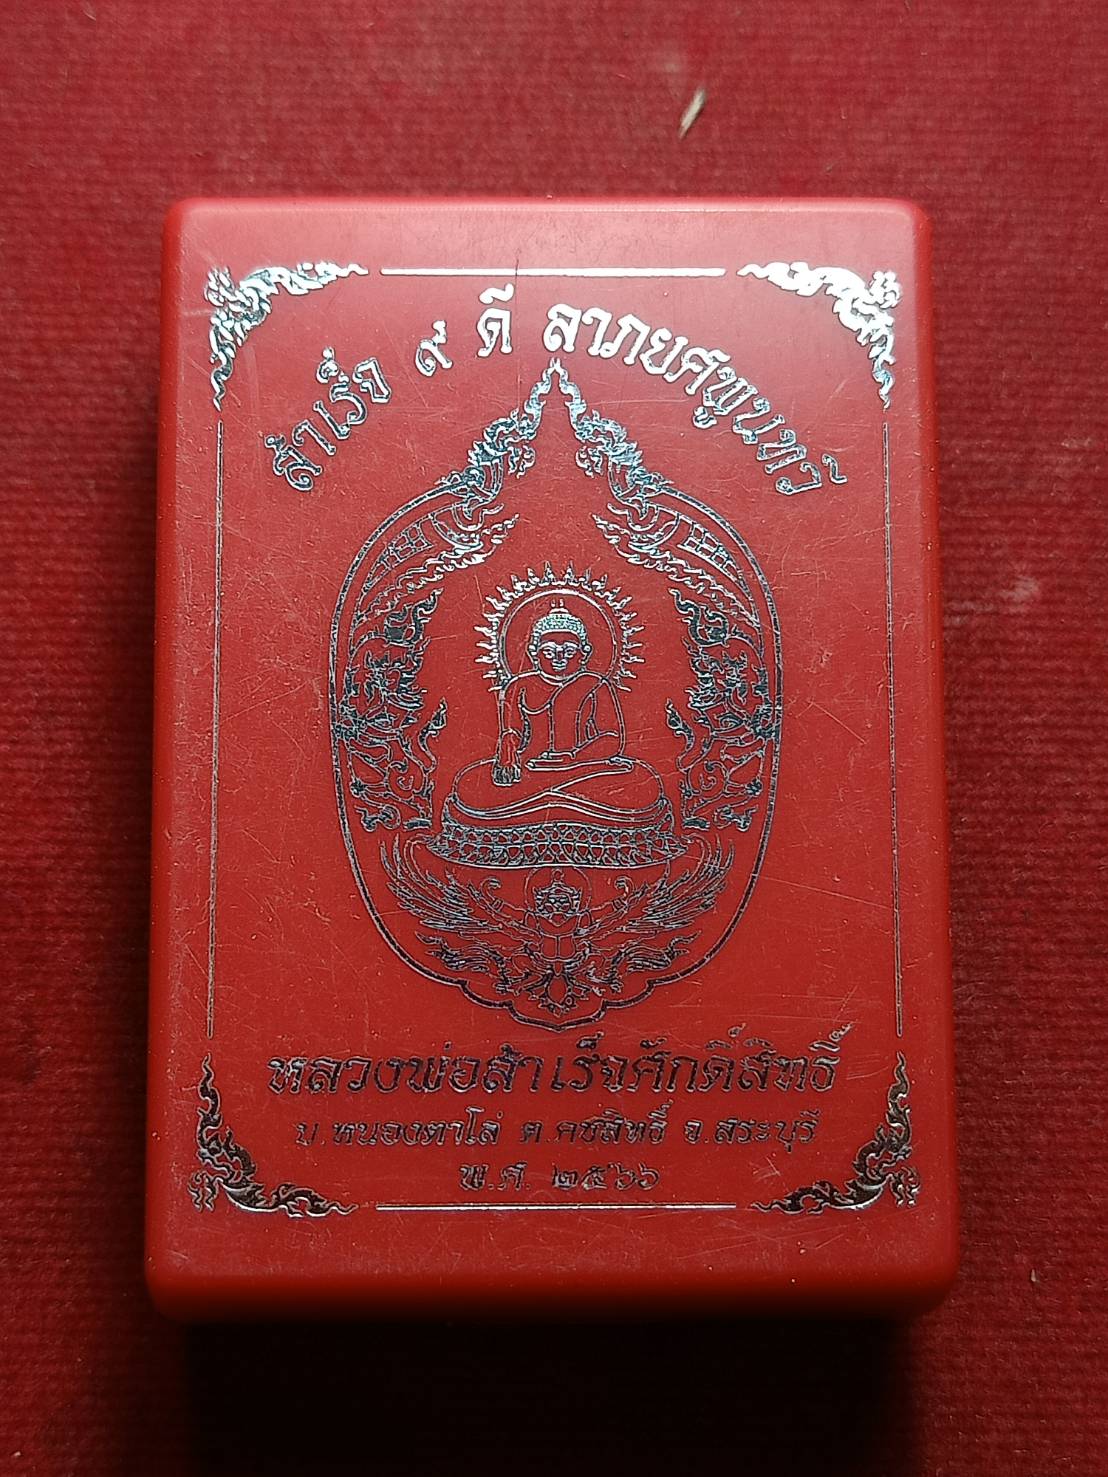 สำเร็จ ๙ ดี ลาภยศพูนทวี
หลวงพ่อสำเร็จศักดิ์สิทธิ์
บ.หนองตาโล่ ต.คชสิทธิ์ จ.สระบุรี
พ.ศ. ๒๕๖๖